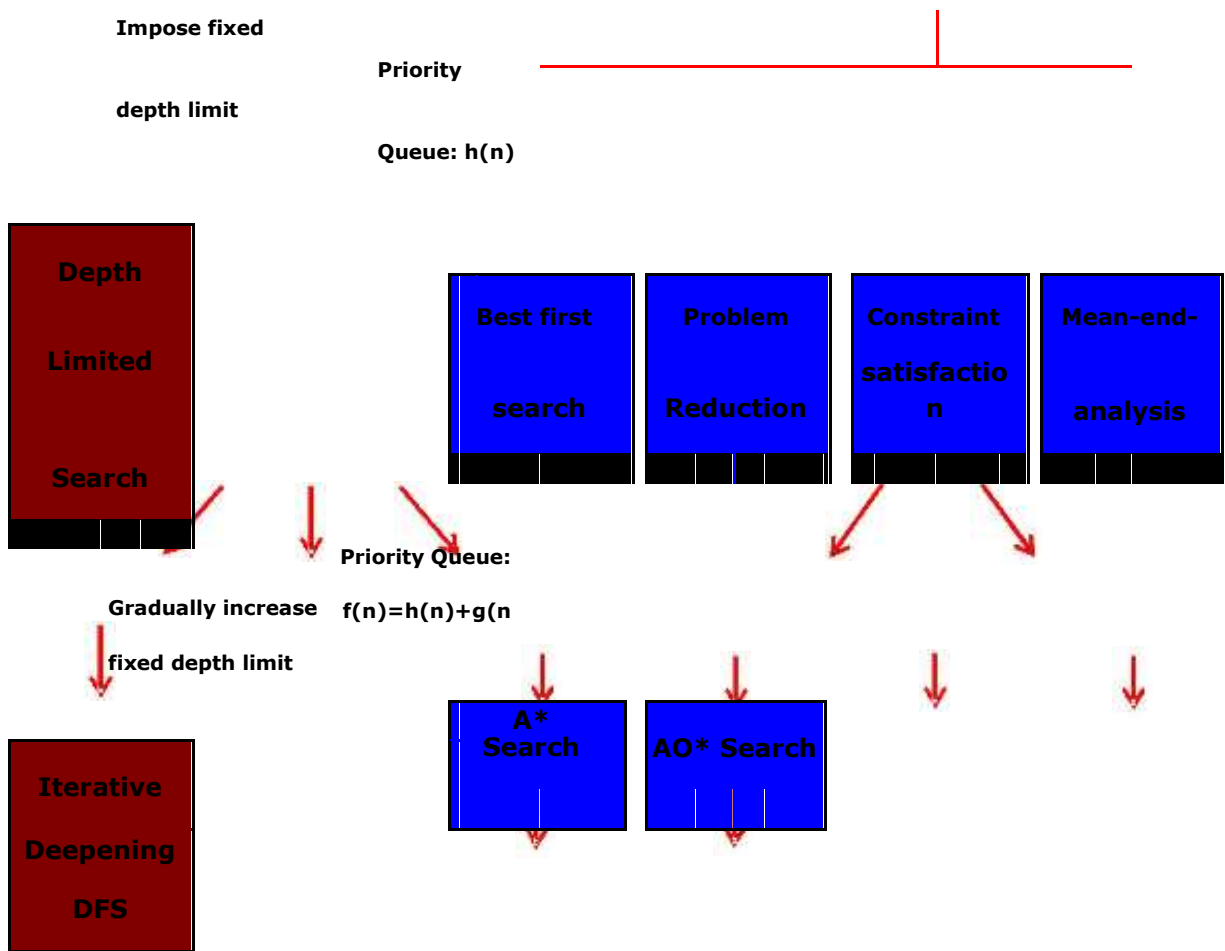 Impose fixed
depth limit
Priority
Queue: h(n)
Depth
Limited
Search
Best first
search
Problem
Reduction
Constraint
satisfactio
n
Mean-end-
analysis
Priority Queue:
f(n)=h(n)+g(n
Gradually increase
fixed depth limit
A*
Search
AO* Search
Iterative
Deepening
DFS